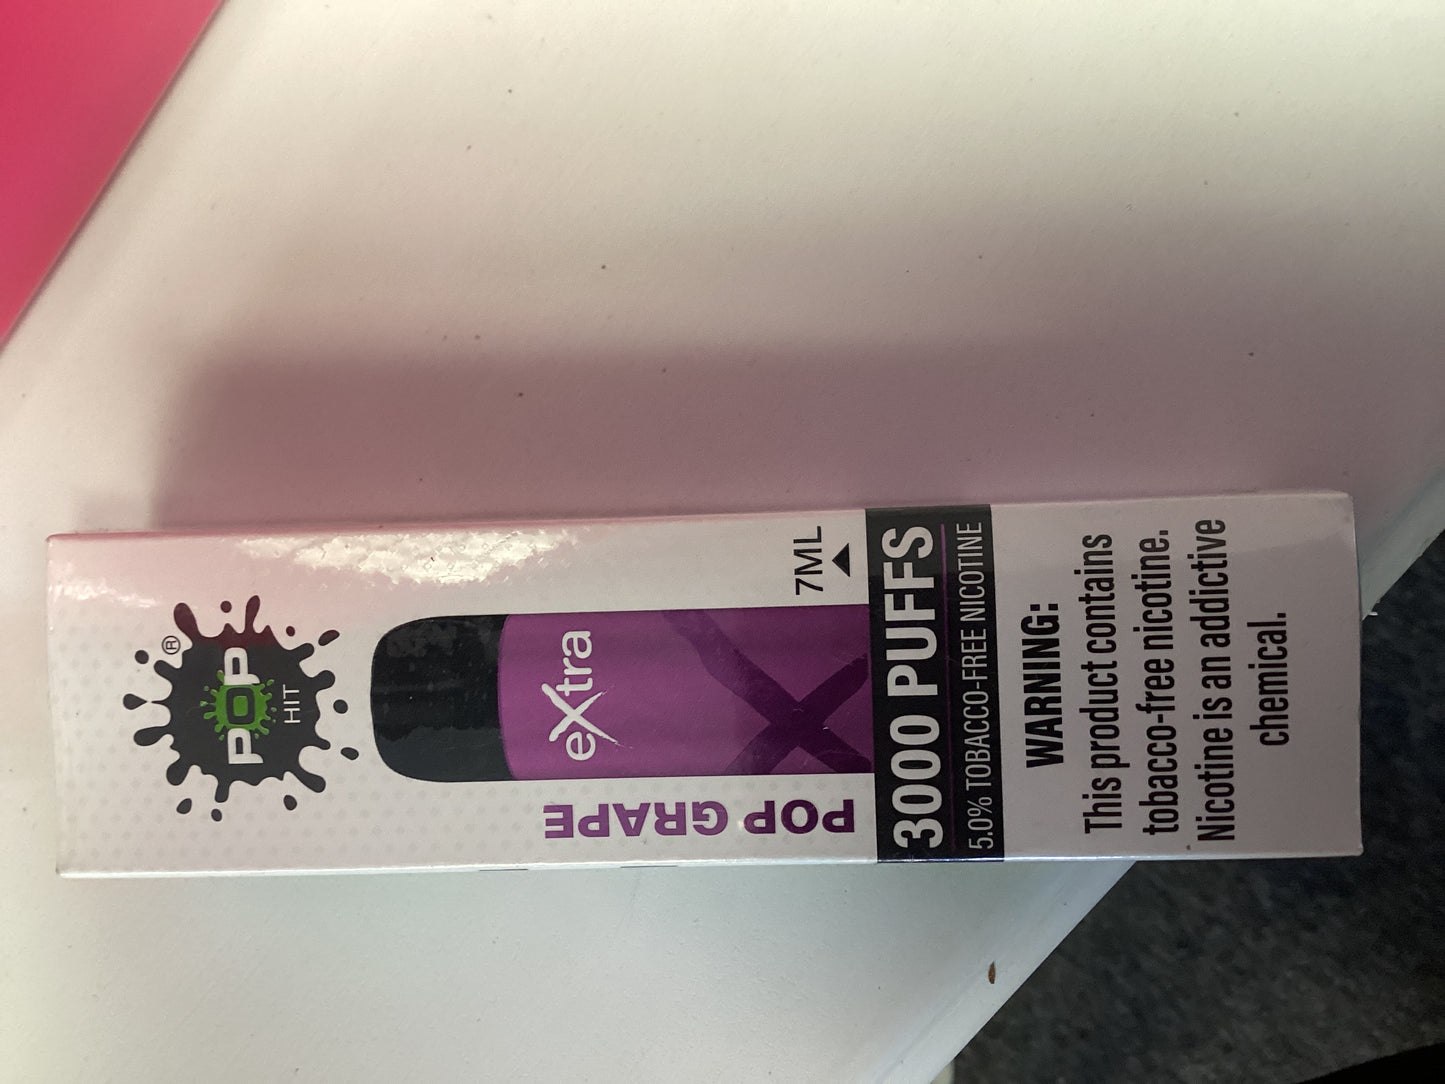 POP®
HIT
eXtra
POP GRAPE
7ML
3000 PUFFS
5.0% TOBACCO-FREE NICOTINE
WARNING:
This product contains
tobacco-free nicotine.
Nicotine is an addictive
chemical.